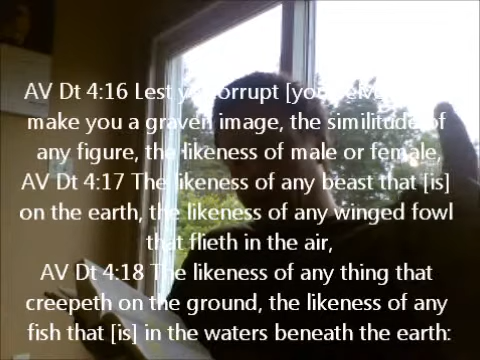 AV Dt 4:16 Lest ye corrupt [yourselves], and
make you a graven image, the similitude of
any figure, the likeness of male or female,
AV Dt 4:17 The likeness of any beast that [is]
on the earth, the likeness of any winged fowl
that flieth in the air,
AV Dt 4:18 The likeness of any thing that
creepeth on the ground, the likeness of any
fish that [is] in the waters beneath the earth: